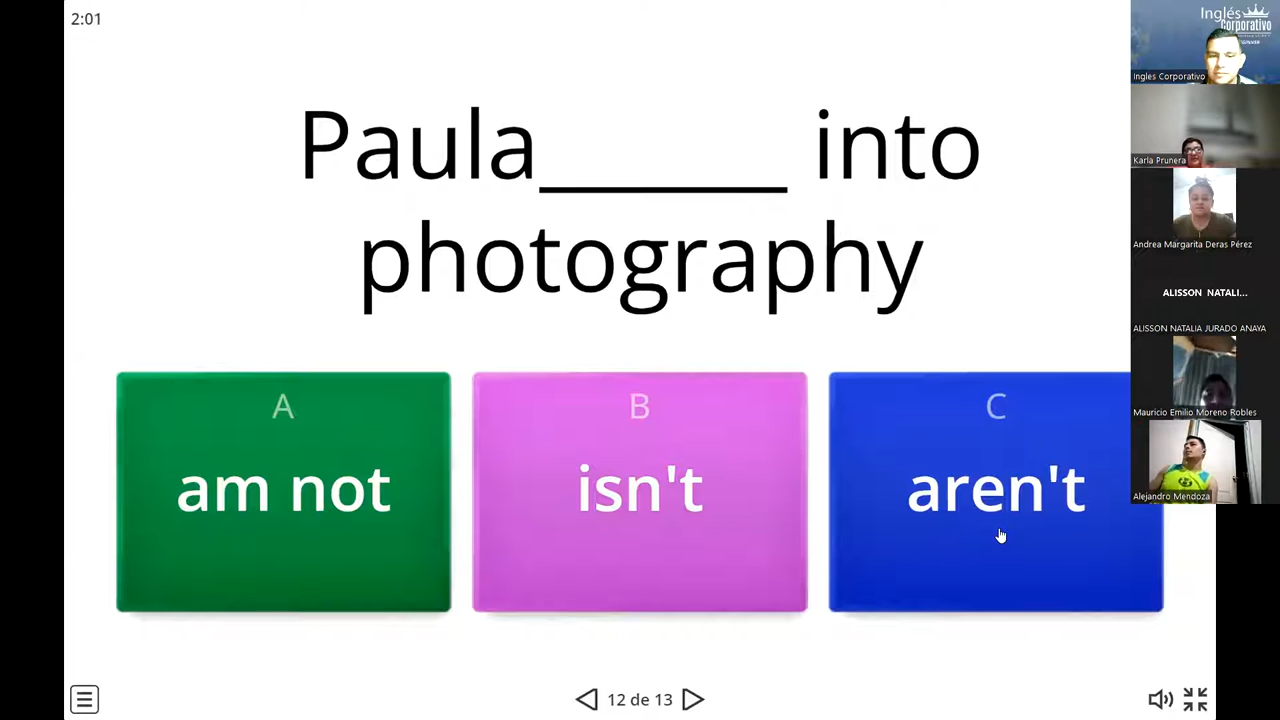 2:01
Paula______ into
photography
A
am not
B
isn't
C
aren't
12 de 13
Inglés
Corporativo
Ingles Corporativo
Karla Prunera
Andrea Margarita Deras Pérez
ALISSON NATALI...
ALISSON NATALIA JURADO ANAYA
Mauricio Emilio Moreno Robles
Alejandro Mendoza